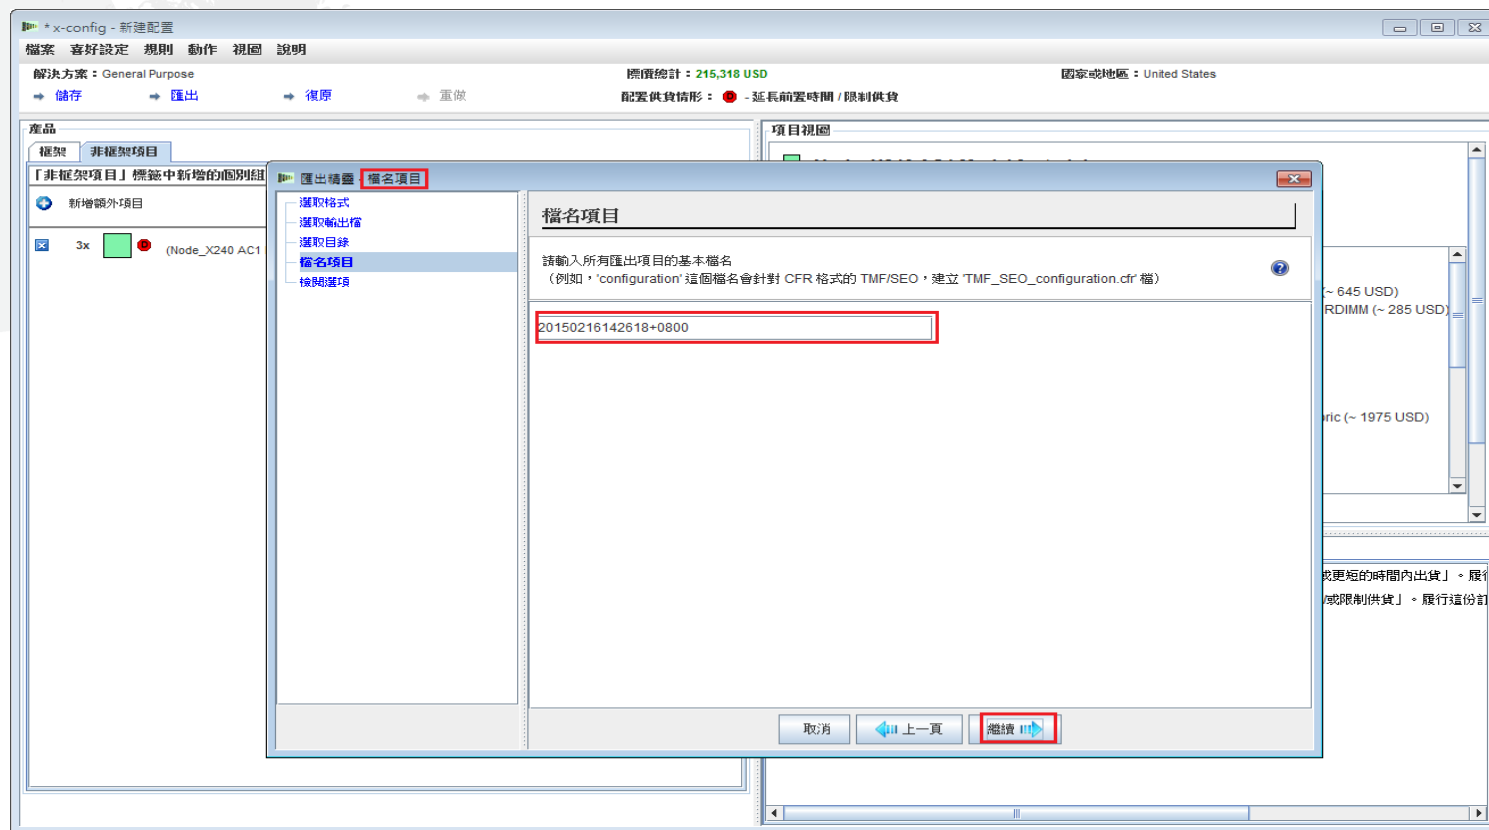 * x-config - 新建配置
檔案 喜好設定 規則 動作 視圖 說明
解決方案：General Purpose
標價總計：215,318 USD
國家或地區：United States
儲存 匯出 復原 重做
配置供貨情形： D - 延長前置時間 / 限制供貨
產品
框架 非框架項目
「非框架項目」標籤中新增的個別組
新增額外項目
3x D (Node_X240 AC1
項目視圖
匯出精靈 - 檔名項目
選取格式
選取輸出檔
選取目錄
檔名項目
檢閱選項
檔名項目
請輸入所有匯出項目的基本檔名
（例如，'configuration' 這個檔名會針對 CFR 格式的 TMF/SEO，建立 'TMF_SEO_configuration.cfr' 檔）
20150216142618+0800
取消 上一頁 繼續
(~ 645 USD)
RDIMM (~ 285 USD)
ric (~ 1975 USD)
或更短的時間內出貨」。履行
/或限制供貨」。履行這份訂